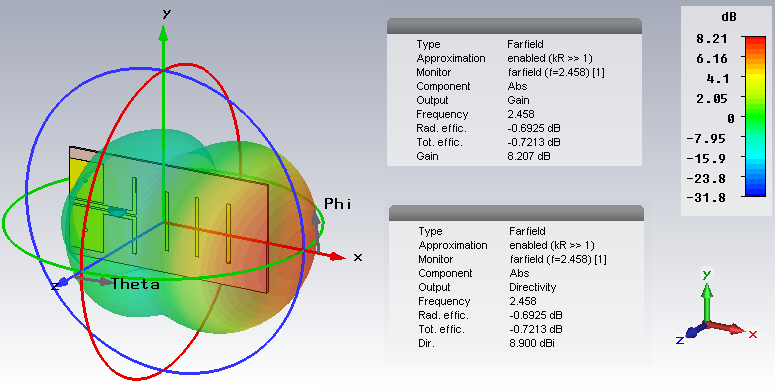 y
Phi
x
z
Theta
Type Farfield
Approximation enabled (kR >> 1)
Monitor farfield (f=2.458) [1]
Component Abs
Output Gain
Frequency 2.458
Rad. effic. -0.6925 dB
Tot. effic. -0.7213 dB
Gain 8.207 dB
Type Farfield
Approximation enabled (kR >> 1)
Monitor farfield (f=2.458) [1]
Component Abs
Output Directivity
Frequency 2.458
Rad. effic. -0.6925 dB
Tot. effic. -0.7213 dB
Dir. 8.900 dBi
dB
8.21
6.16
4.1
2.05
0
-7.95
-15.9
-23.8
-31.8
y
x
z